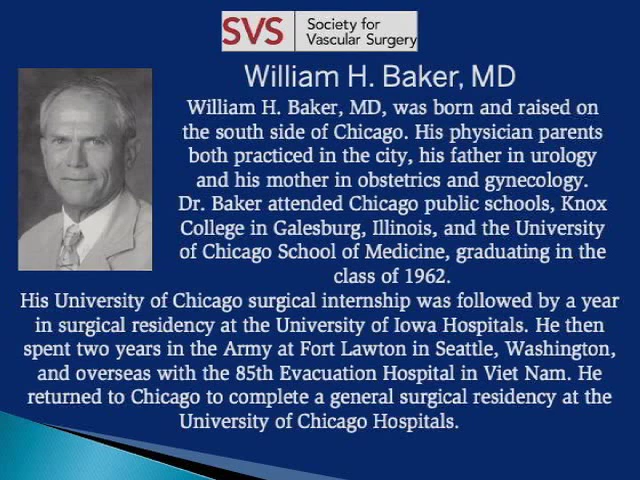 SVS
Society for
Vascular Surgery
William H. Baker, MD
William H. Baker, MD, was born and raised on
the south side of Chicago. His physician parents
both practiced in the city, his father in urology
and his mother in obstetrics and gynecology.
Dr. Baker attended Chicago public schools, Knox
College in Galesburg, Illinois, and the University
of Chicago School of Medicine, graduating in the
class of 1962.
His University of Chicago surgical internship was followed by a year
in surgical residency at the University of Iowa Hospitals. He then
spent two years in the Army at Fort Lawton in Seattle, Washington,
and overseas with the 85th Evacuation Hospital in Viet Nam. He
returned to Chicago to complete a general surgical residency at the
University of Chicago Hospitals.